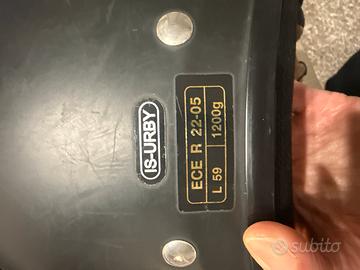 IS-URBY
ECE R 22-05
L 59
1200g
subito